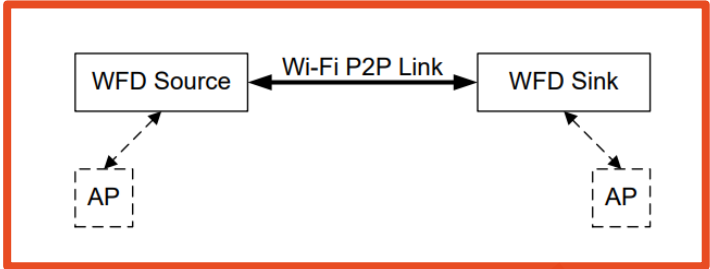 Wi-Fi P2P Link
WFD Source
WFD Sink
AP
AP